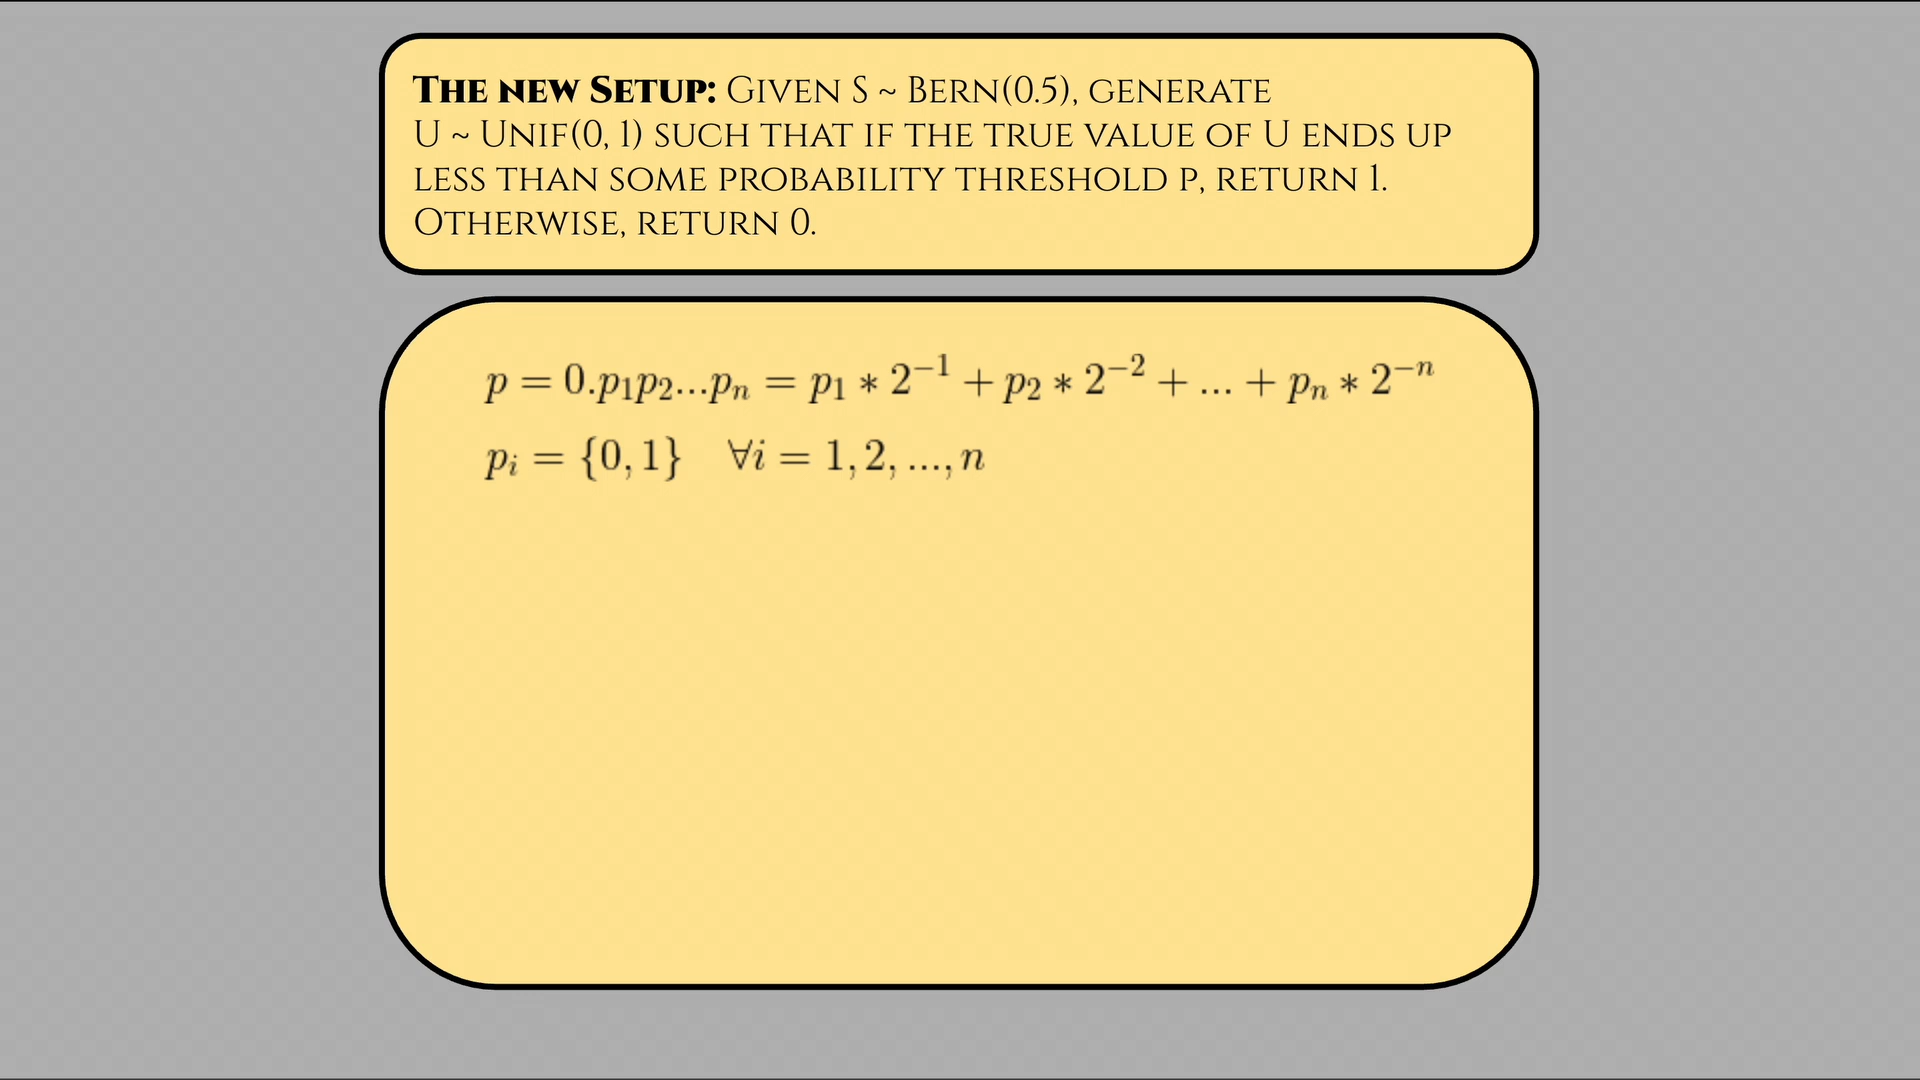 The new Setup: Given S ~ Bern(0.5), generate
U ~ Unif(0, 1) such that if the true value of U ends up
less than some probability threshold p, return 1.
Otherwise, return 0.
p = 0.p₁p₂...pₙ = p₁ * 2⁻¹ + p₂ * 2⁻² + ... + pₙ * 2⁻ⁿ
pᵢ = {0, 1} ∀i = 1, 2, ..., n